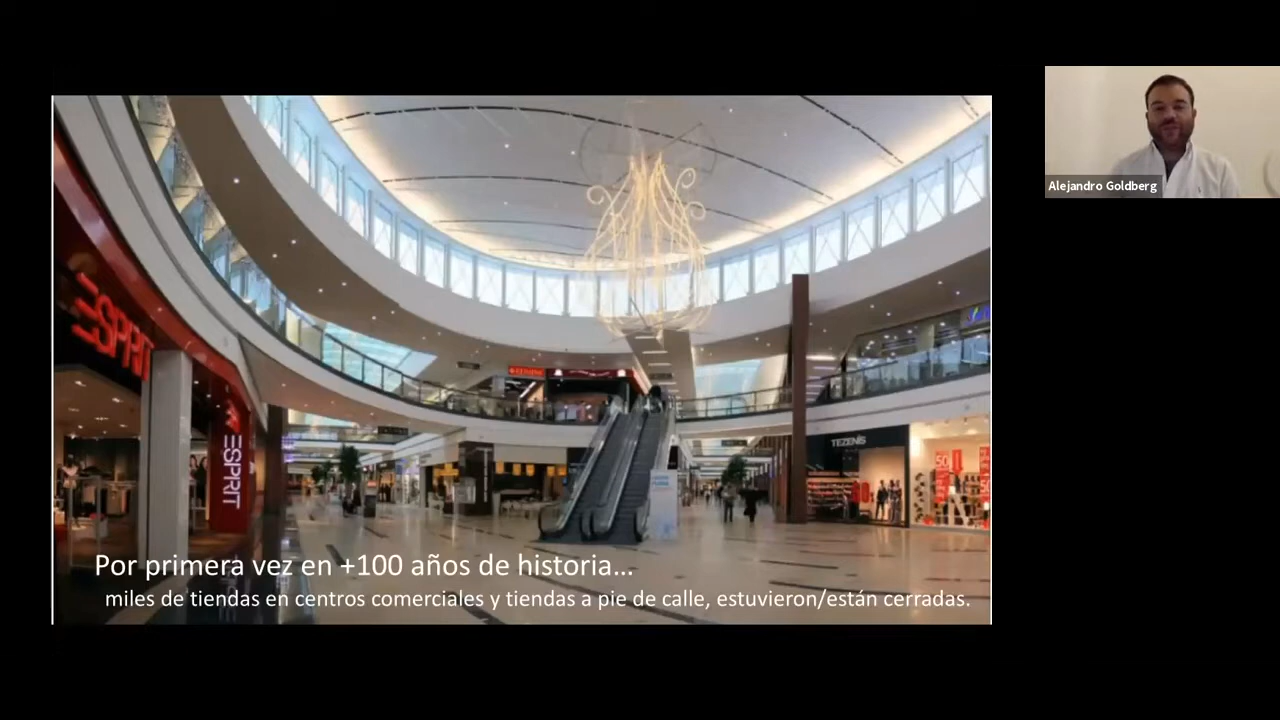 ESPRIT
ESPRIT
TEZENIS
50
Por primera vez en +100 años de historia...
miles de tiendas en centros comerciales y tiendas a pie de calle, estuvieron/están cerradas.
Alejandro Goldberg